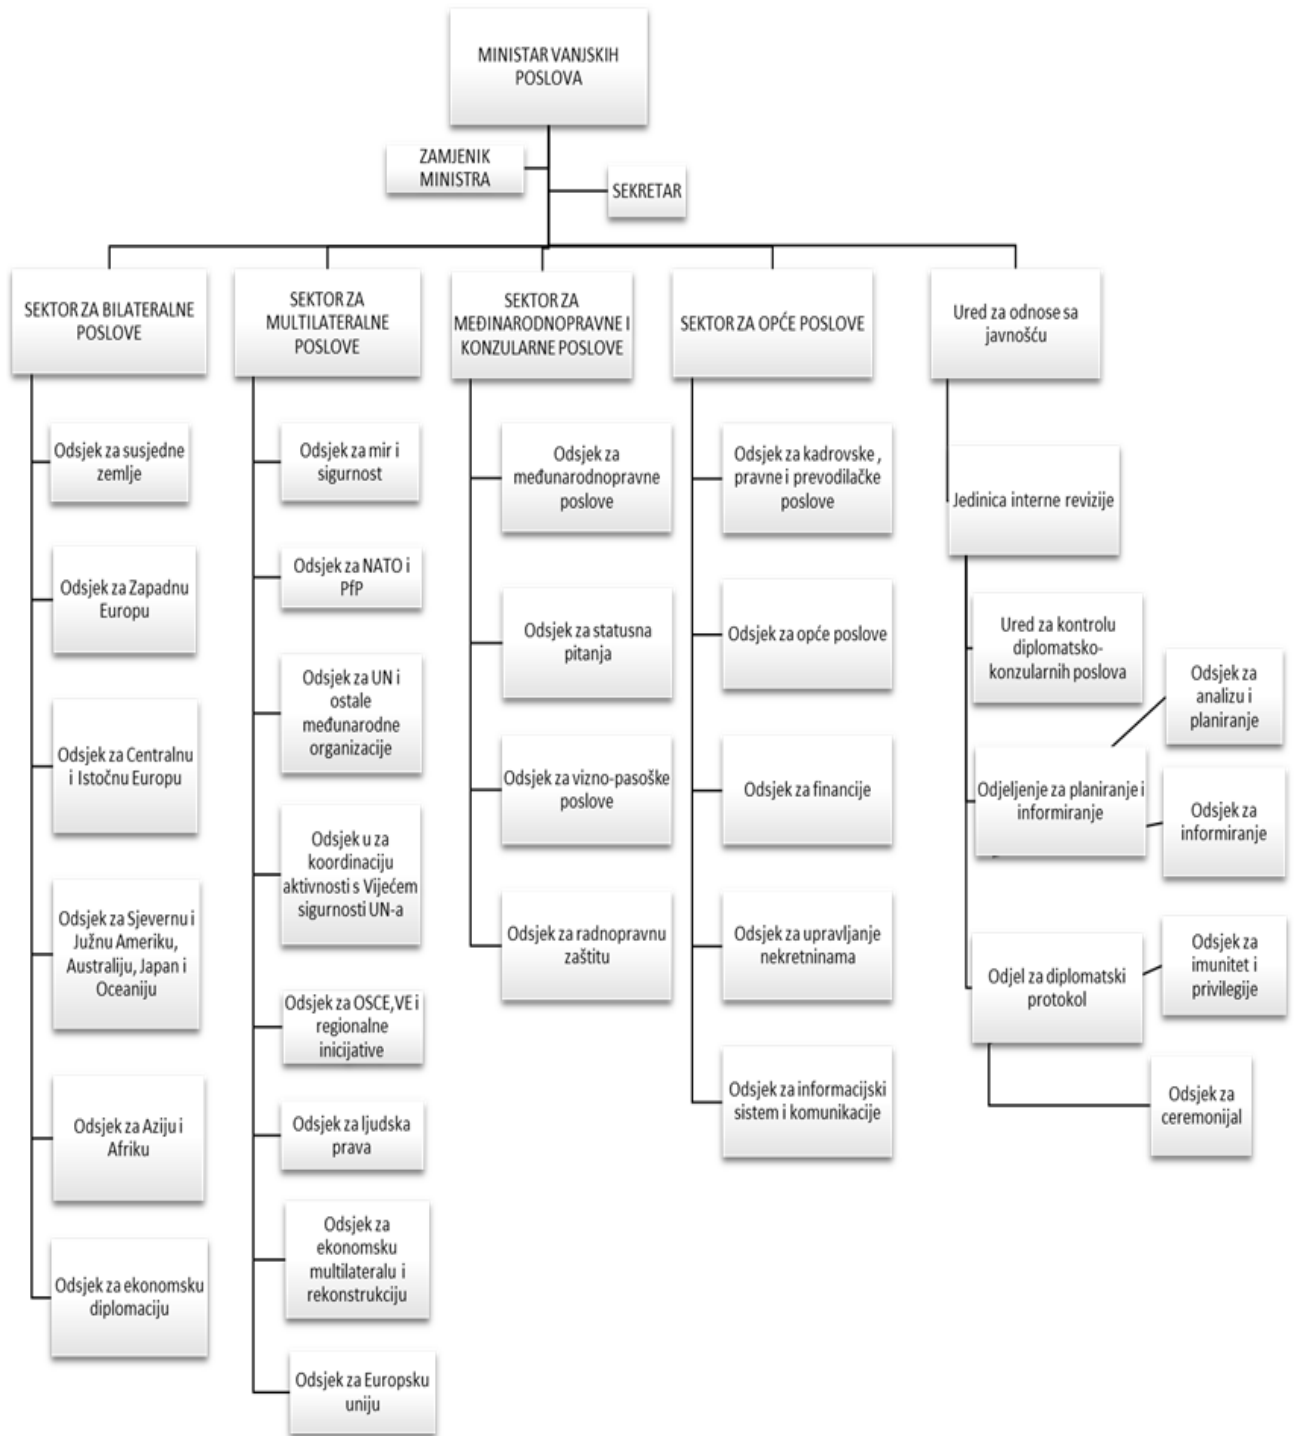 MINISTAR VANJSKIH
POSLOVA
ZAMJENIK
MINISTRA
SEKRETAR
SEKTOR ZA BILATERALNE
POSLOVE
SEKTOR ZA
MULTILATERALNE
POSLOVE
SEKTOR ZA
MEĐINARODNOPRAVNE I
KONZULARNE POSLOVE
SEKTOR ZA OPĆE POSLOVE
Ured za odnose sa
javnošću
Odsjek za susjedne
zemlje
Odsjek za Zapadnu
Europu
Odsjek za Centralnu
i Istočnu Europu
Odsjek za Sjevernu i
Južnu Ameriku,
Australiju, Japan i
Oceaniju
Odsjek za Aziju i
Afriku
Odsjek za ekonomsku
diplomaciju
Odsjek za mir i
sigurnost
Odsjek za NATO i
PfP
Odsjek za UN i
ostale
međunarodne
organizacije
Odsjek u za
koordinaciju
aktivnosti s Vijećem
sigurnosti UN-a
Odsjek za OSCE,VE i
regionalne
inicijative
Odsjek za ljudska
prava
Odsjek za
ekonomsku
multilateralu i
rekonstrukciju
Odsjek za Europsku
uniju
Odsjek za
međunarodnopravne
poslove
Odsjek za statusna
pitanja
Odsjek za vizno-pasoške
poslove
Odsjek za radnopravnu
zaštitu
Odsjek za kadrovske ,
pravne i prevodilačke
poslove
Odsjek za opće poslove
Odsjek za financije
Odsjek za upravljanje
nekretninama
Odsjek za informacijski
sistem i komunikacije
Jedinica interne revizije
Ured za kontrolu
diplomatsko-
konzularnih poslova
Odjeljenje za planiranje i
informiranje
Odsjek za
analizu i
planiranje
Odsjek za
informiranje
Odjel za diplomatski
protokol
Odsjek za
imunitet i
privilegije
Odsjek za
ceremonijal